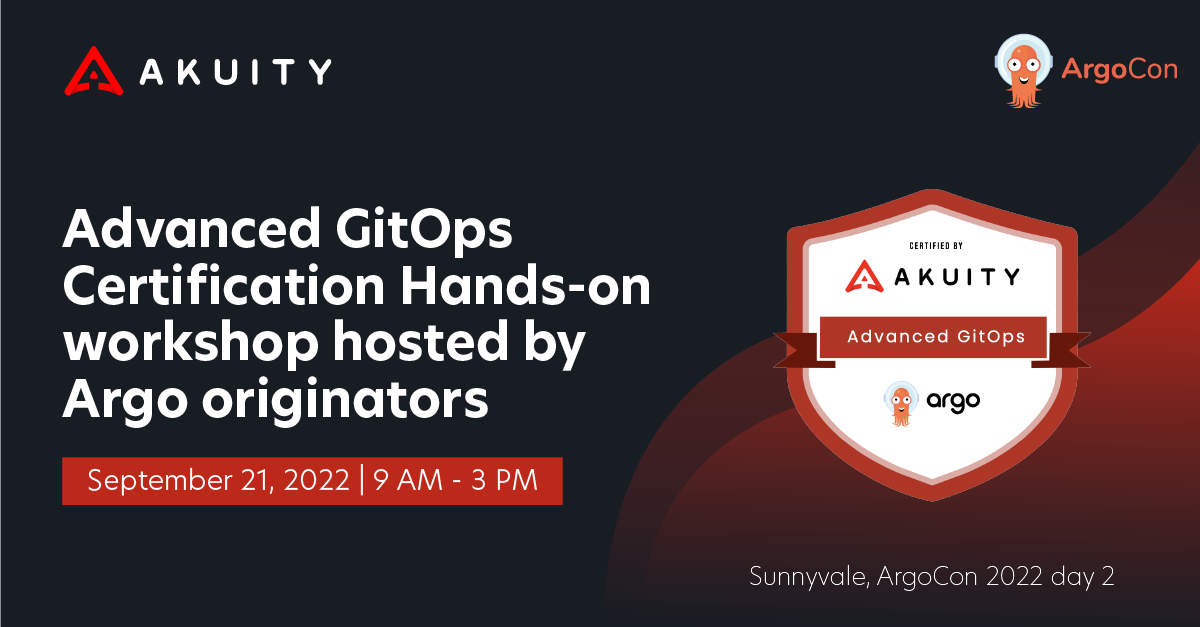 AKUITY
ArgoCon
Advanced GitOps
Certification Hands-on
workshop hosted by
Argo originators
September 21, 2022 | 9 AM - 3 PM
CERTIFIED BY
AKUITY
Advanced GitOps
argo
Sunnyvale, ArgoCon 2022 day 2